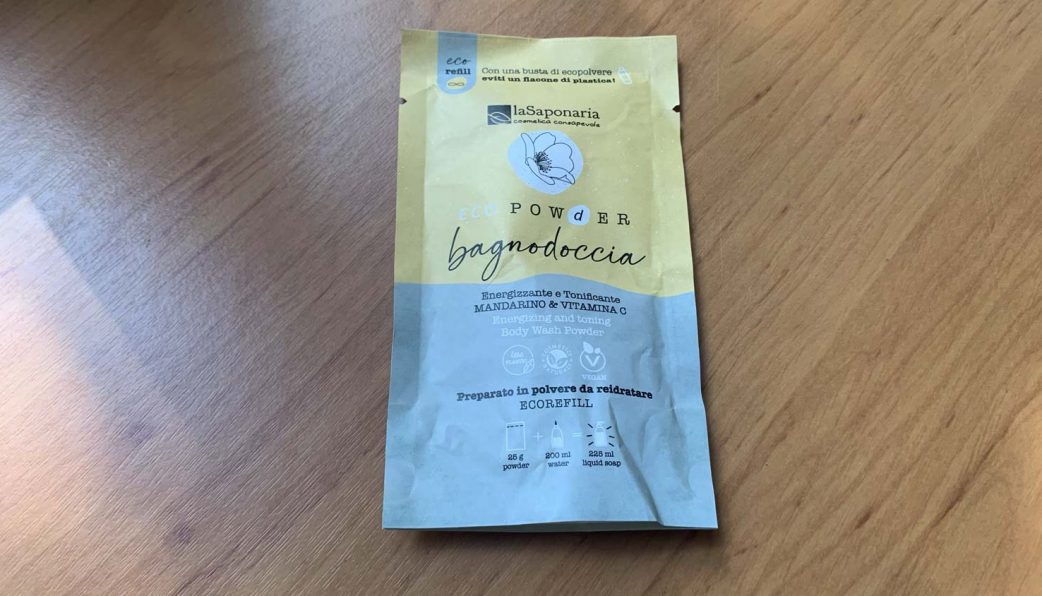 eco
refill
Con una busta di ecopolvere
eviti un flacone di plastica!
laSaponaria
cosmetica consapevole
ECO POWdER
bagnodoccia
Energizzante e Tonificante
MANDARINO & VITAMINA C
Energizing and toning
Body Wash Powder
less
PLASTIC
VEGAN
Preparato in polvere da reidratare
ECOREFILL
+ =
25 g
powder
200 ml
water
225 ml
liquid soap